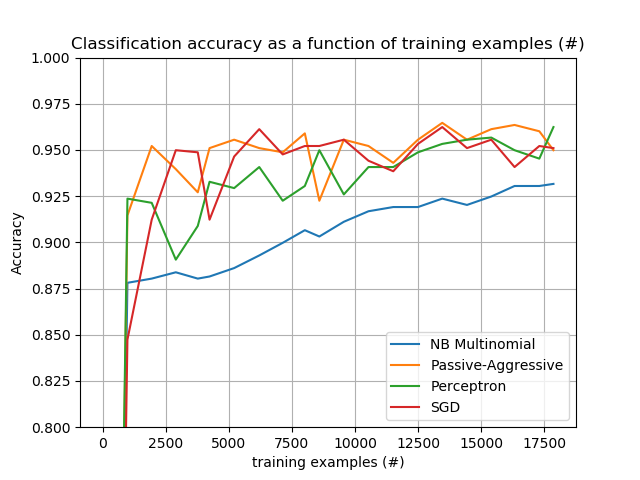 Classification accuracy as a function of training examples (#)
1.000
0.975
0.950
0.925
0.900
0.875
0.850
0.825
0.800
Accuracy
NB Multinomial
Passive-Aggressive
Perceptron
SGD
0 2500 5000 7500 10000 12500 15000 17500
training examples (#)